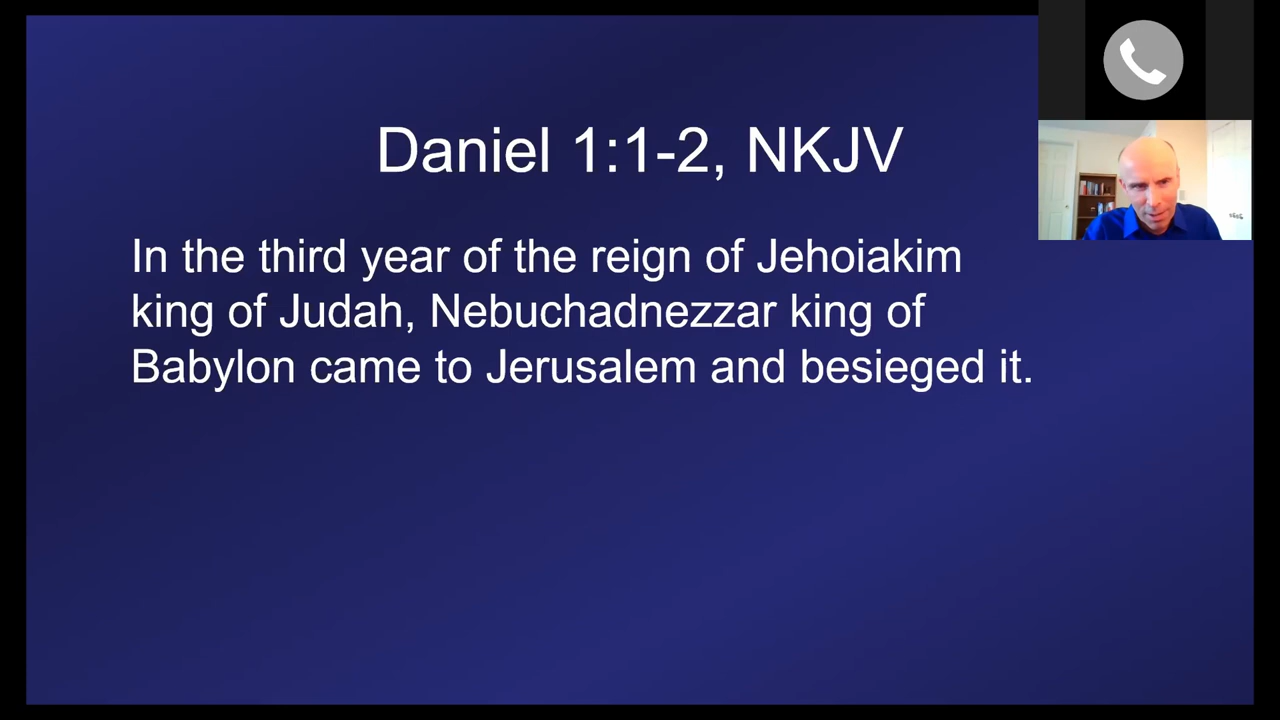 Daniel 1:1-2, NKJV
In the third year of the reign of Jehoiakim
king of Judah, Nebuchadnezzar king of
Babylon came to Jerusalem and besieged it.